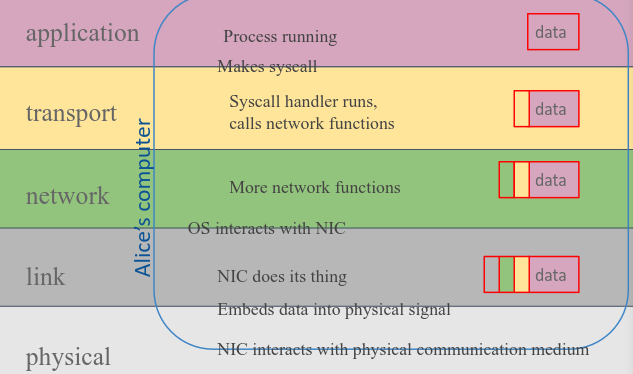 application
Process running
data
Makes syscall
transport
Syscall handler runs,
calls network functions
data
Alice's computer
network
More network functions
data
OS interacts with NIC
link
NIC does its thing
data
Embeds data into physical signal
physical
NIC interacts with physical communication medium